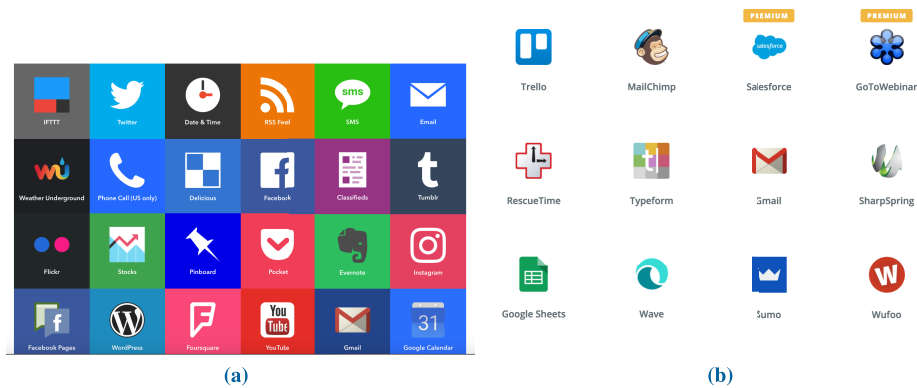 PREMIUM PREMIUM
salesforce
sms
IFTTT Twitter Date & Time RSS Feed SMS Email
Trello MailChimp Salesforce GoToWebinar
Weather Underground Phone Call (US only) Delicious Facebook Classifieds Tumblr
RescueTime Typeform Gmail SharpSpring
31
Flickr Stocks Pinboard Pocket Evernote Instagram
You
Tube
Google Sheets Wave Sumo Wufoo
Facebook Pages WordPress Foursquare YouTube Gmail Google Calendar
(a) (b)